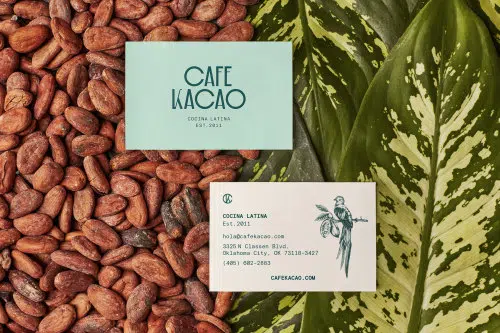 CAFE
KACAO
COCINA LATINA
EST.2011
COCINA LATINA
Est.2011
hola@cafekacao.com
3325 N Classen Blvd,
Oklahoma City, OK 73118-3427
(405) 602-2883
CAFEKACAO.COM